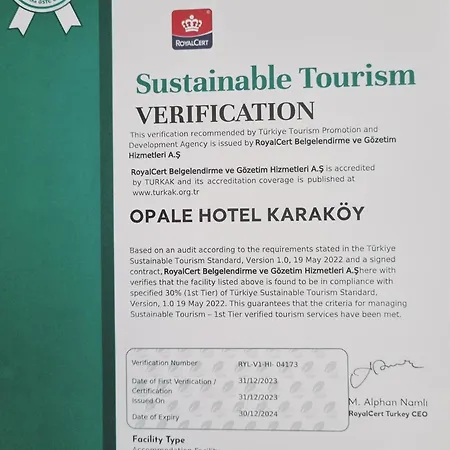 ROYALCERT
Sustainable Tourism
VERIFICATION
This verification recommended by Türkiye Tourism Promotion and
Development Agency is issued by RoyalCert Belgelendirme ve Gözetim
Hizmetleri A.Ş
RoyalCert Belgelendirme ve Gözetim Hizmetleri A.Ş is accredited
by TURKAK and its accreditation coverage is published at
www.turkak.org.tr
OPALE HOTEL KARAKÖY
Based on an audit according to the requirements stated in the Türkiye
Sustainable Tourism Standard, Version 1.0, 19 May 2022 and a signed
contract, RoyalCert Belgelendirme ve Gözetim Hizmetleri A.Şhere with
verifies that the facility listed above is found to be in compliance with
specified 30% (1st Tier) of Türkiye Sustainable Tourism Standard,
Version, 1.0 19 May 2022. This guarantees that the criteria for managing
Sustainable Tourism – 1st Tier verified tourism services have been met.
Verification Number RYL-V1-HI- 04173
Date of First Verification / 31/12/2023
Certification
Issued On 31/12/2023
Date of Expiry 30/12/2024
M. Alphan Namlı
RoyalCert Turkey CEO
Facility Type